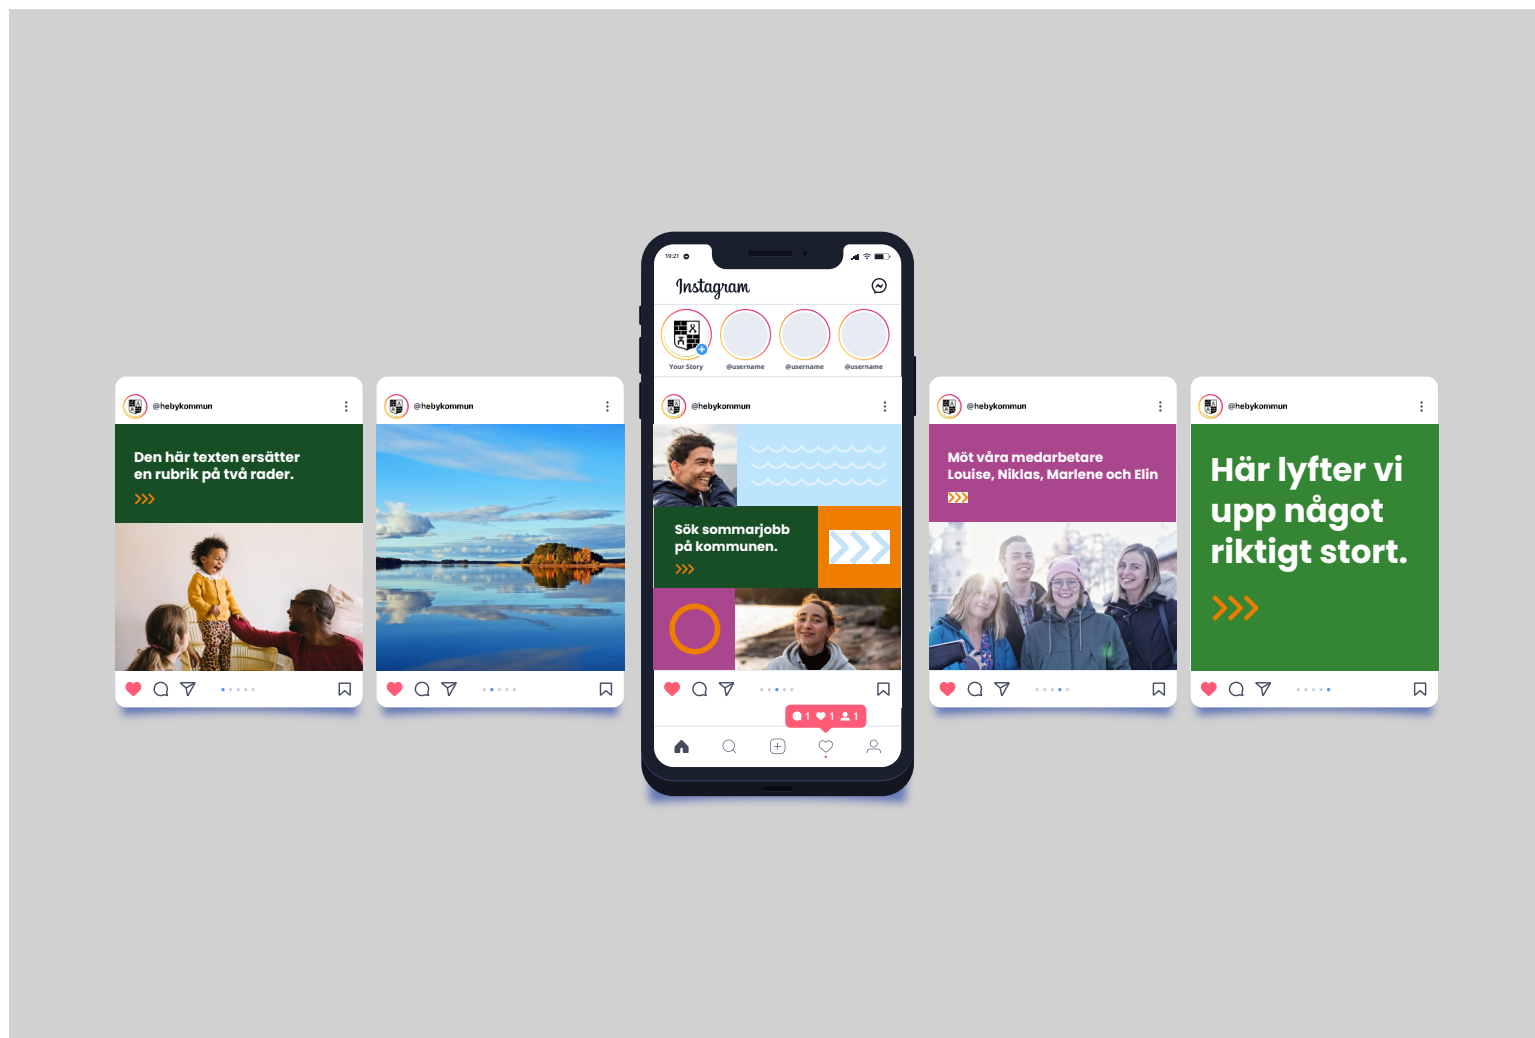 @hebykommun
Den här texten ersätter
en rubrik på två rader.
@hebykommun
19:21
Instagram
Your Story
@username
@username
@username
@hebykommun
Sök sommarjobb
på kommunen.
1 1 1
@hebykommun
Möt våra medarbetare
Louise, Niklas, Marlene och Elin
@hebykommun
Här lyfter vi
upp något
riktigt stort.